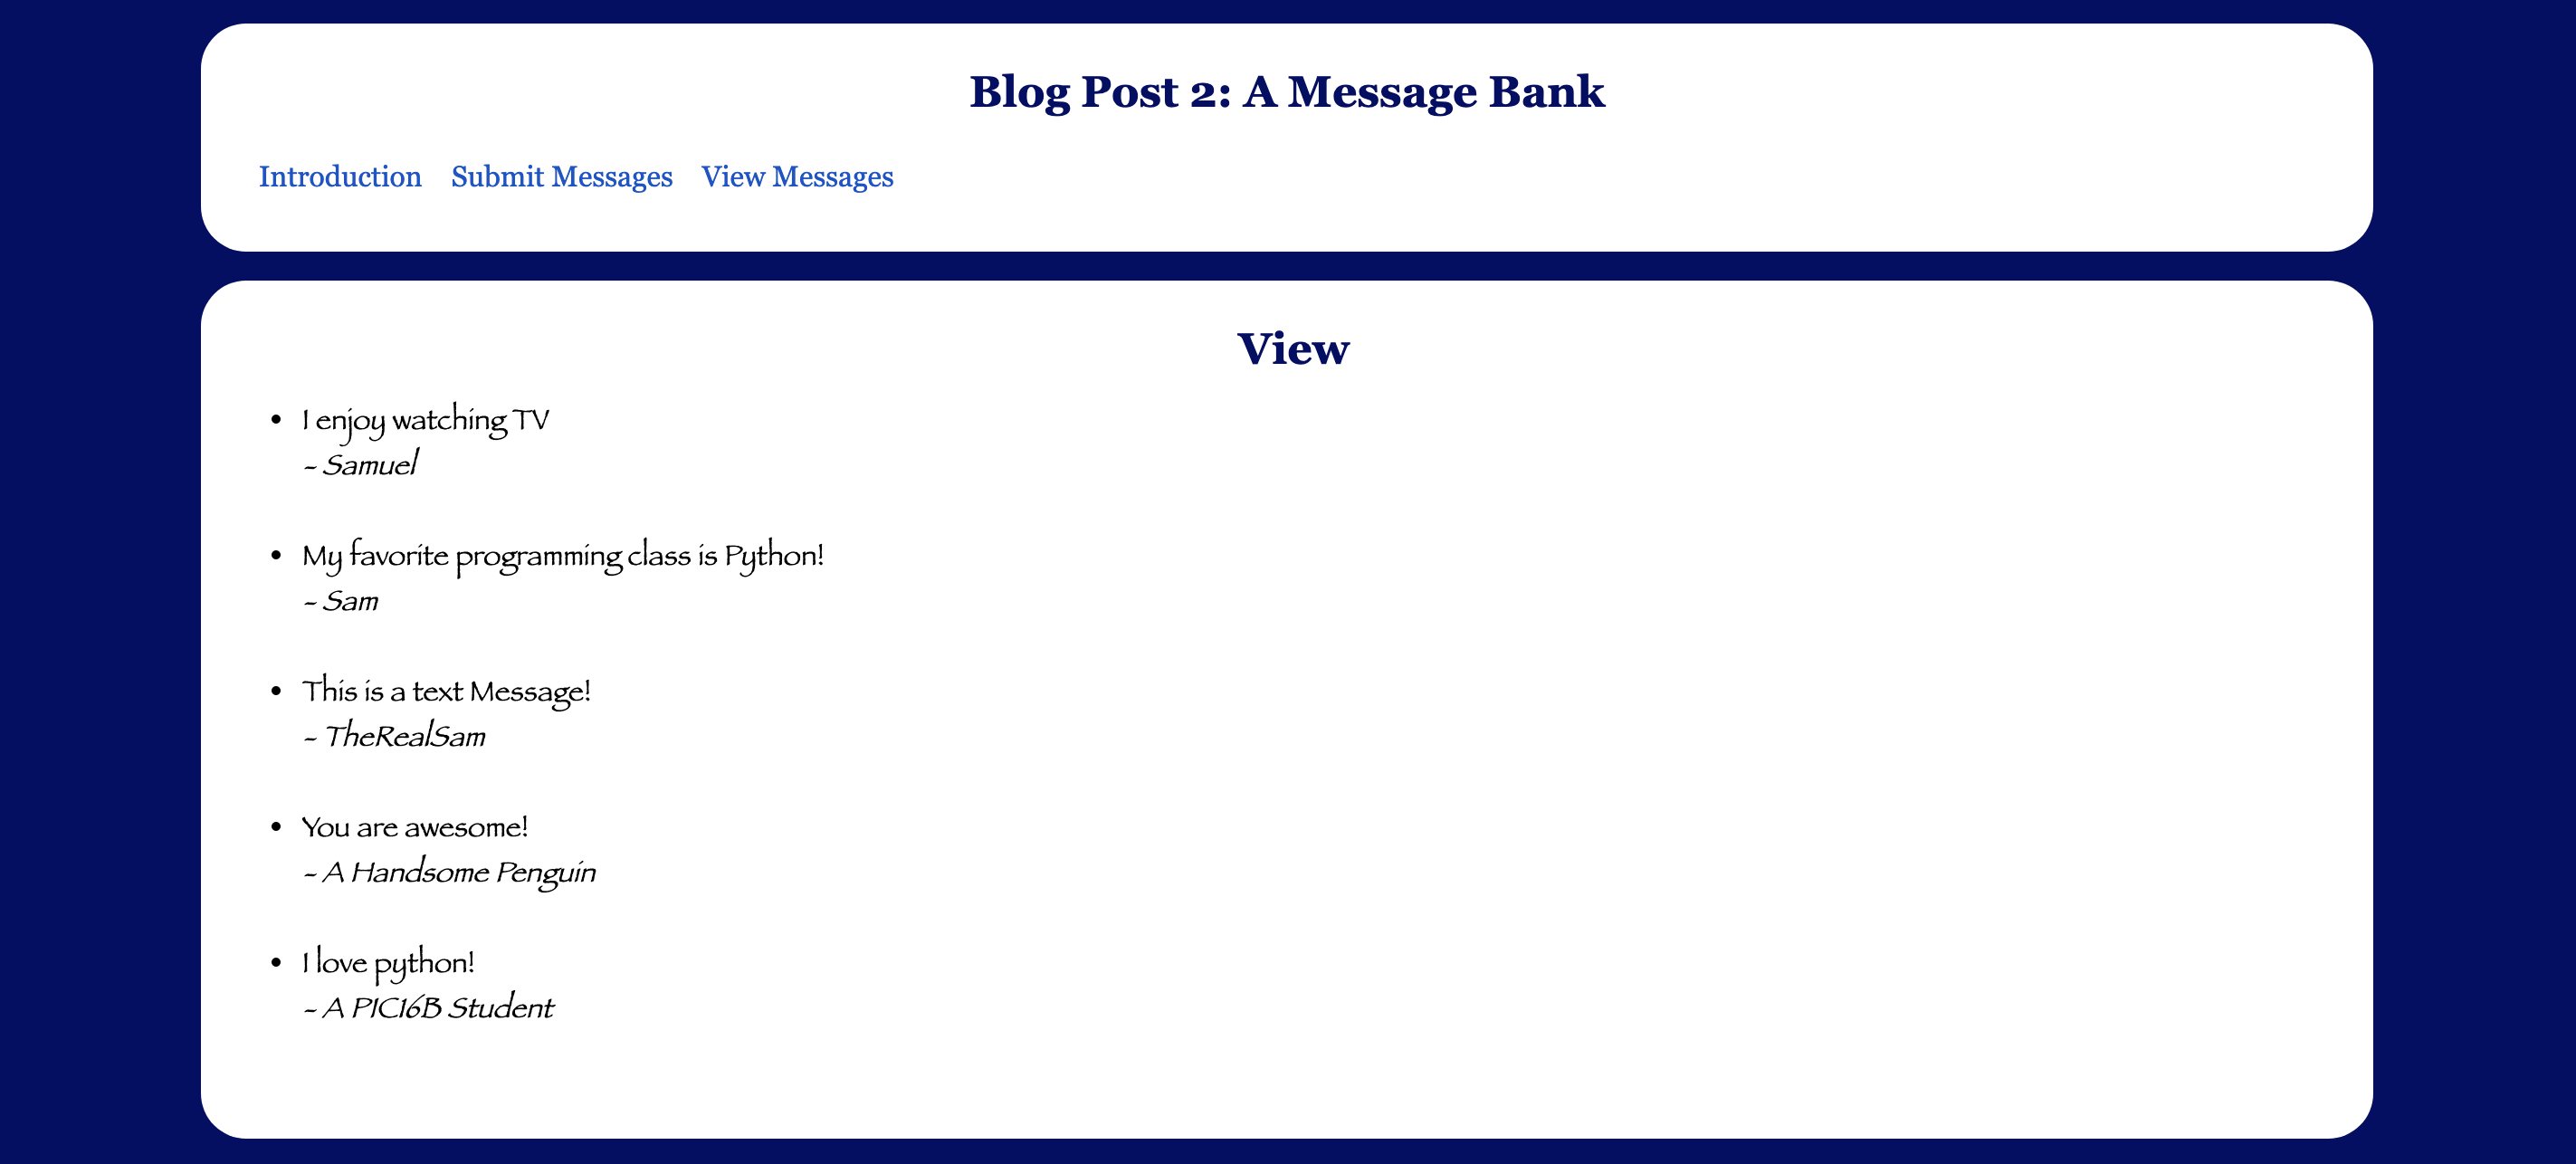 Blog Post 2: A Message Bank
Introduction Submit Messages View Messages
View
• I enjoy watching TV
- Samuel
• My favorite programming class is Python!
- Sam
• This is a text Message!
- TheRealSam
• You are awesome!
- A Handsome Penguin
• I love python!
- A PIC16B Student